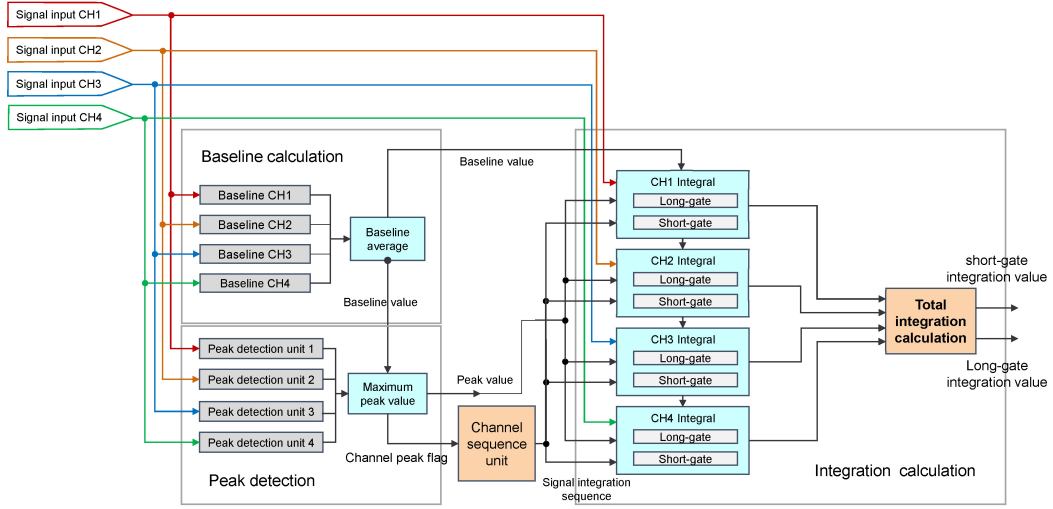 Signal input CH1
Signal input CH2
Signal input CH3
Signal input CH4
Baseline calculation
Baseline CH1
Baseline CH2
Baseline CH3
Baseline CH4
Baseline
average
Baseline value
Baseline value
Peak detection unit 1
Peak detection unit 2
Peak detection unit 3
Peak detection unit 4
Maximum
peak value
Peak value
Channel peak flag
Peak detection
Channel
sequence
unit
Signal integration
sequence
CH1 Integral
Long-gate
Short-gate
CH2 Integral
Long-gate
Short-gate
CH3 Integral
Long-gate
Short-gate
CH4 Integral
Long-gate
Short-gate
Integration calculation
Total
integration
calculation
short-gate
integration value
Long-gate
integration value